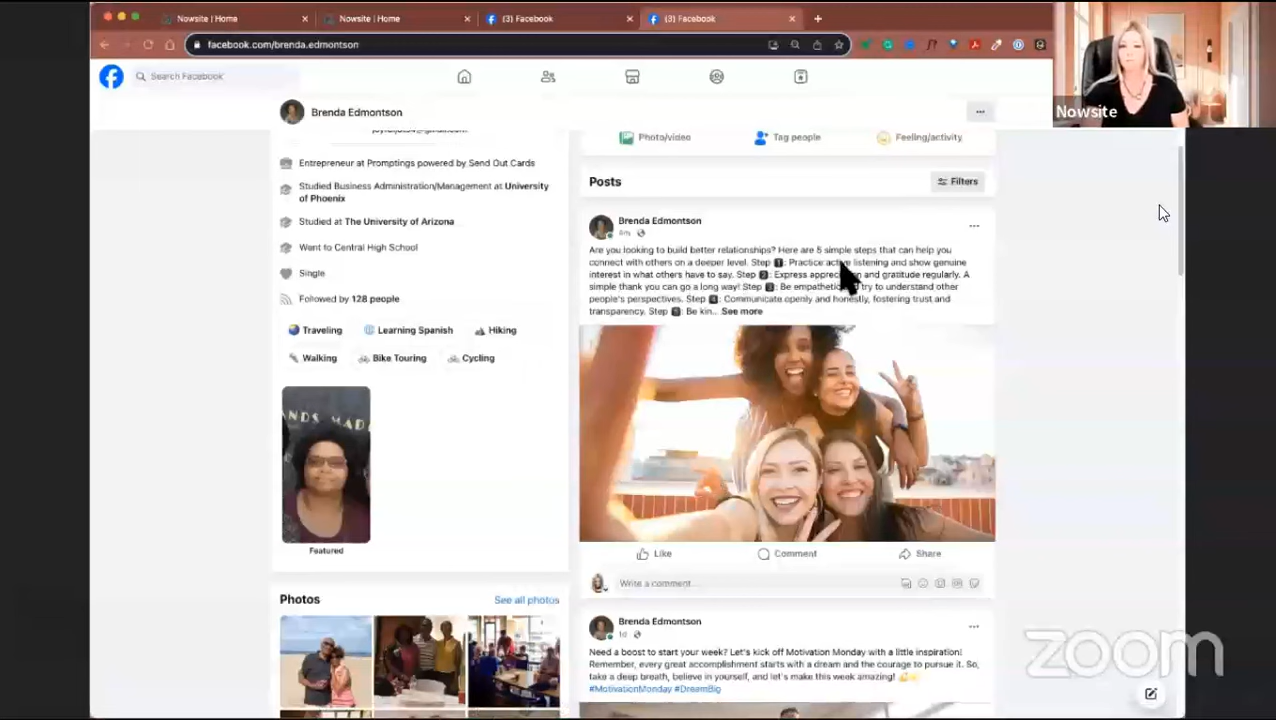 Nowsite | Home
Nowsite | Home
(3) Facebook
(3) Facebook
facebook.com/brenda.edmontson
Search Facebook
Nowsite
Brenda Edmontson
Entrepreneur at Promptings powered by Send Out Cards
Studied Business Administration/Management at University
of Phoenix
Studied at The University of Arizona
Went to Central High School
Single
Followed by 128 people
Traveling
Learning Spanish
Hiking
Walking
Bike Touring
Cycling
ANDS MAD
Featured
Photos
See all photos
Photo/video
Tag people
Feeling/activity
Posts
Filters
Brenda Edmontson
Are you looking to build better relationships? Here are 5 simple steps that can help you
connect with others on a deeper level. Step 1: Practice active listening and show genuine
interest in what others have to say. Step 2: Express and gratitude regularly. A
simple thank you can go a long way! Step 3: Be try to understand other
people's perspectives. Step 4: Communicate openly and honestly, fostering trust and
transparency. Step 5: Be kin... See more
Like
Comment
Share
Write a comment...
Brenda Edmontson
1d
Need a boost to start your week? Let's kick off Motivation Monday with a little inspiration!
Remember, every great accomplishment starts with a dream and the courage to pursue it. So,
take a deep breath, believe in yourself, and let's make this week amazing!
#MotivationMonday #DreamBig
zoom